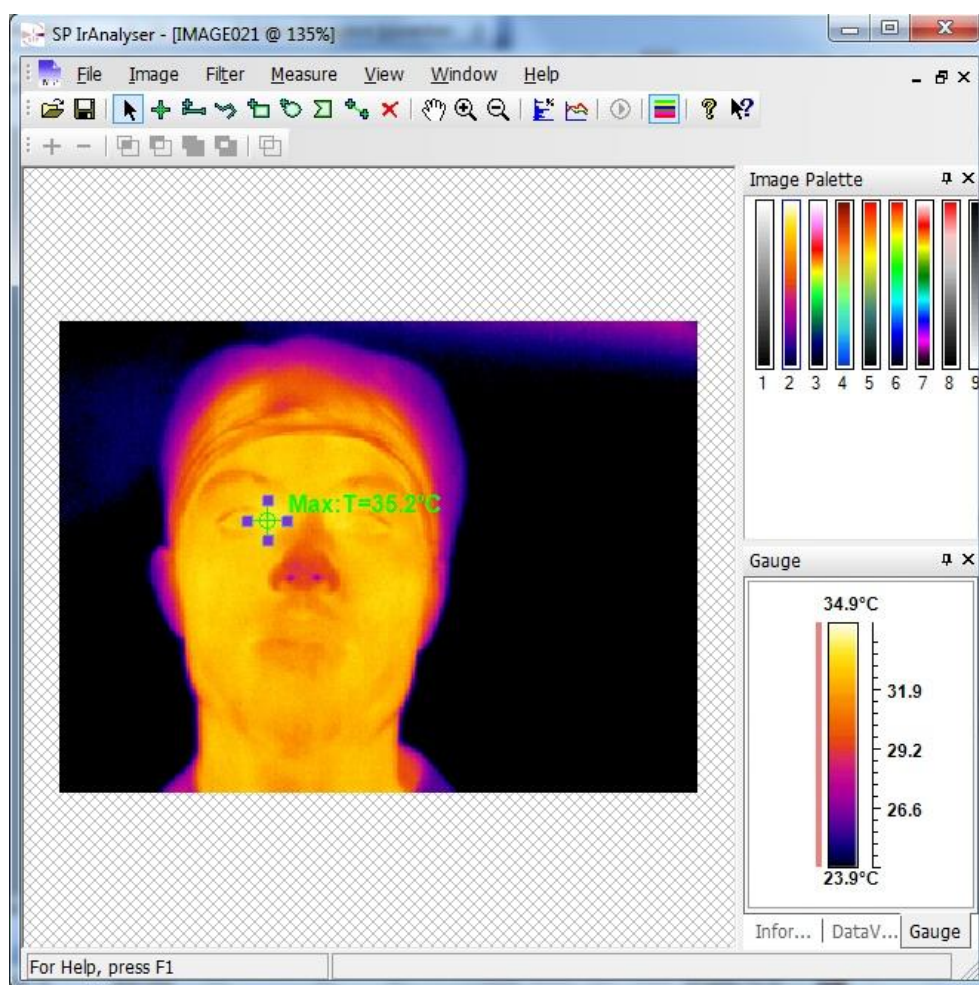 SP IrAnalyser - [IMAGE021 @ 135%]
File Image Filter Measure View Window Help
Image Palette
1 2 3 4 5 6 7 8 9
Max:T=35.2°C
Gauge
34.9°C
31.9
29.2
26.6
23.9°C
Infor... DataV... Gauge
For Help, press F1